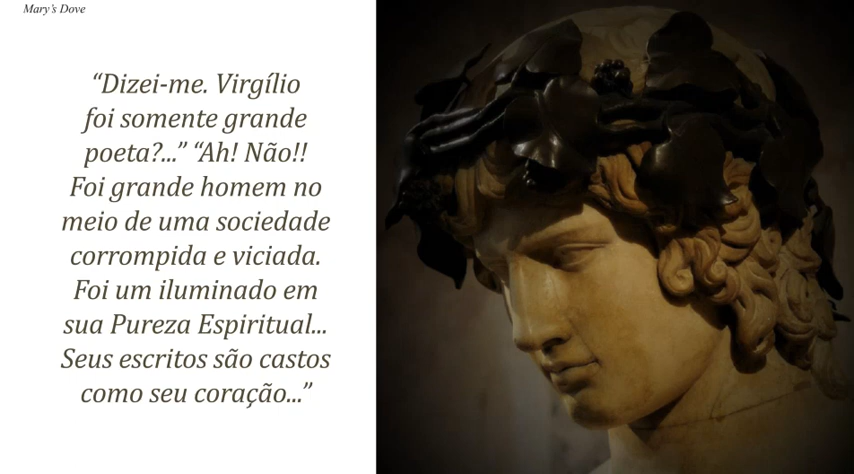 Mary's Dove
“Dizei-me. Virgílio
foi somente grande
poeta?...” “Ah! Não!!
Foi grande homem no
meio de uma sociedade
corrompida e viciada.
Foi um iluminado em
sua Pureza Espiritual...
Seus escritos são castos
como seu coração...”